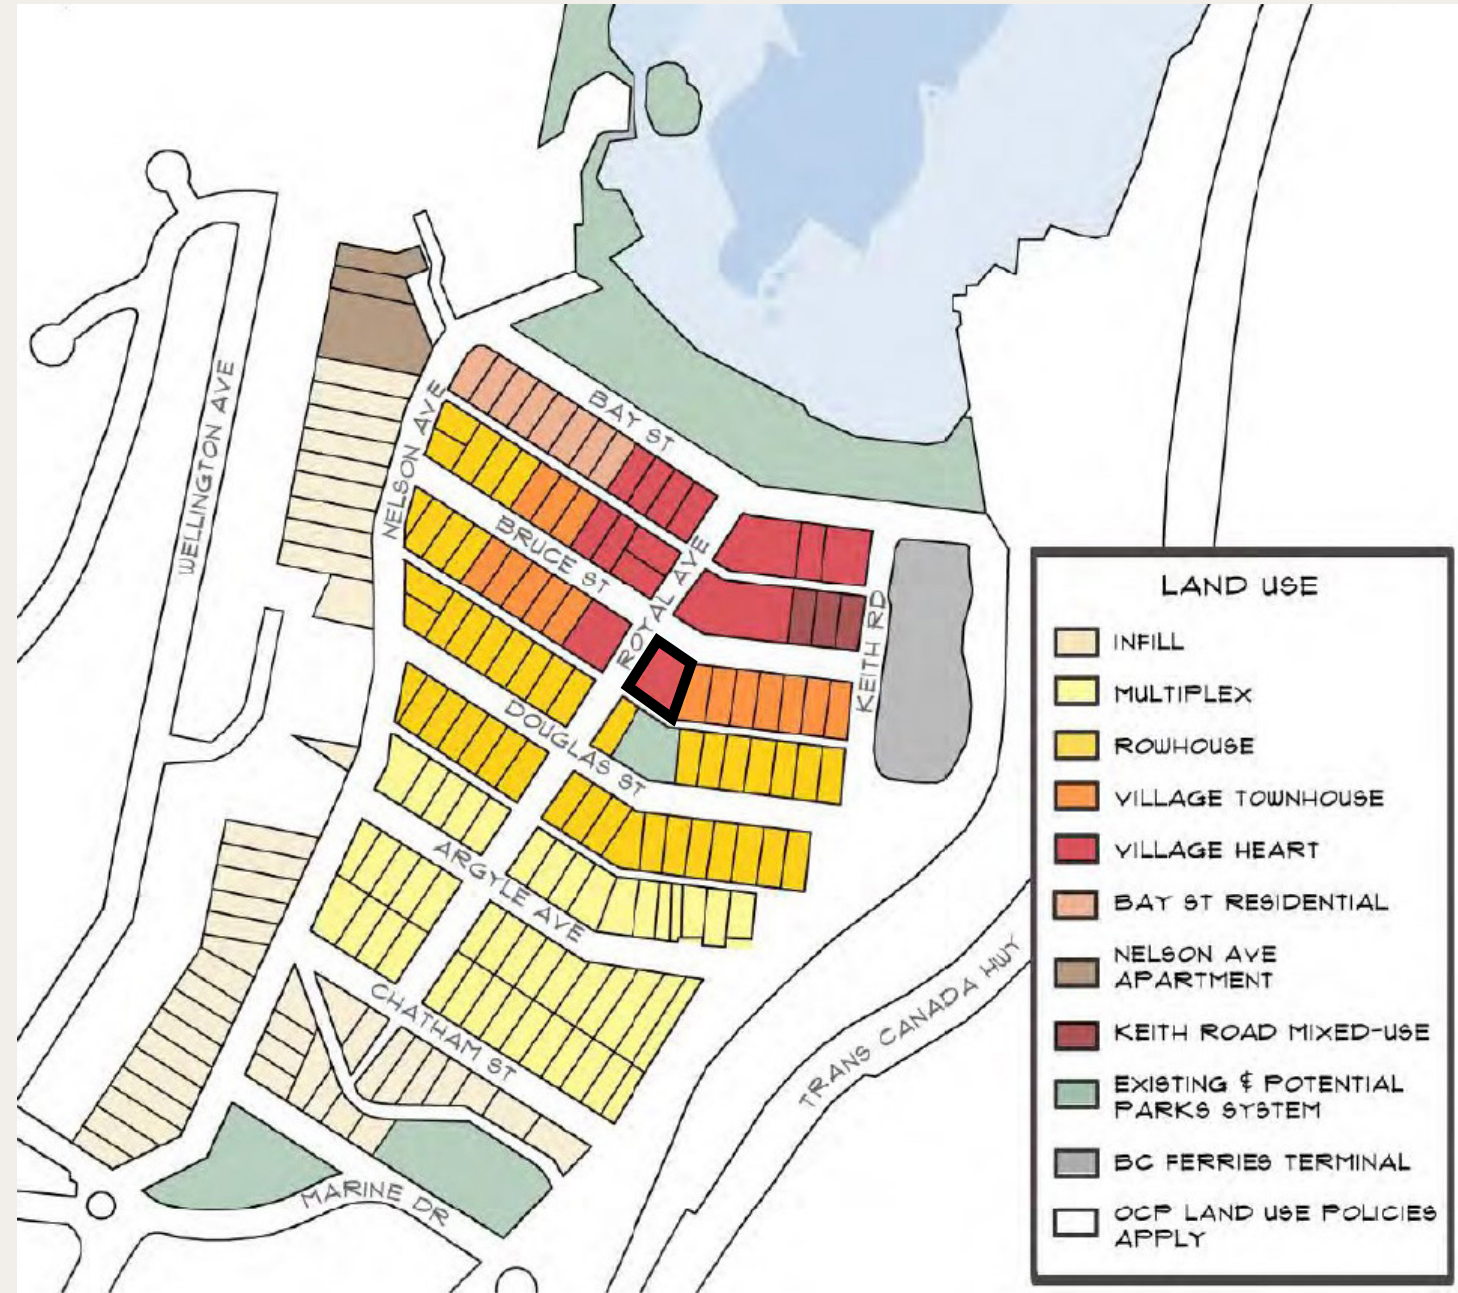 BAY ST
NELSON AVE
WELLINGTON AVE
BRUCE ST
ROYAL AVE
KEITH RD
DOUGLAS ST
ARGYLE AVE
CHATHAM ST
TRANS CANADA HWY
MARINE DR
LAND USE
INFILL
MULTIPLEX
ROWHOUSE
VILLAGE TOWNHOUSE
VILLAGE HEART
BAY ST RESIDENTIAL
NELSON AVE
APARTMENT
KEITH ROAD MIXED-USE
EXISTING & POTENTIAL
PARKS SYSTEM
BC FERRIES TERMINAL
OCP LAND USE POLICIES
APPLY